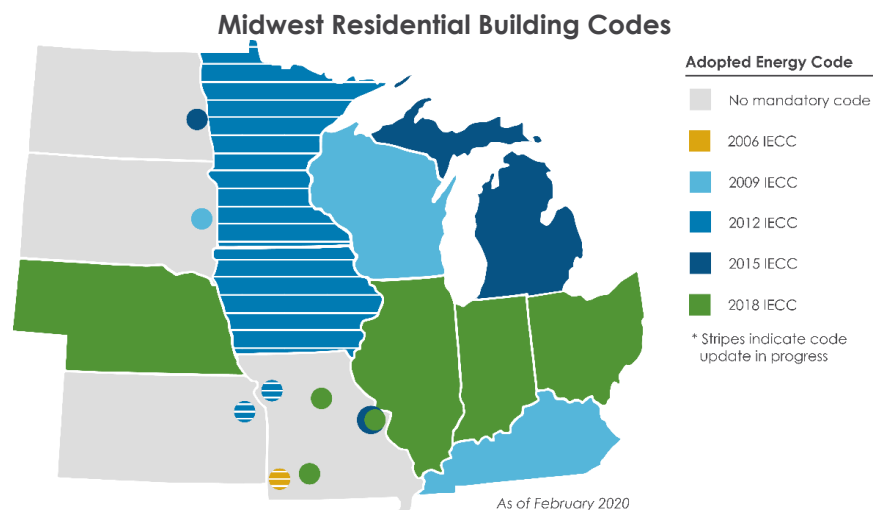 Midwest Residential Building Codes
Adopted Energy Code
No mandatory code
2006 IECC
2009 IECC
2012 IECC
2015 IECC
2018 IECC
* Stripes indicate code
update in progress
As of February 2020